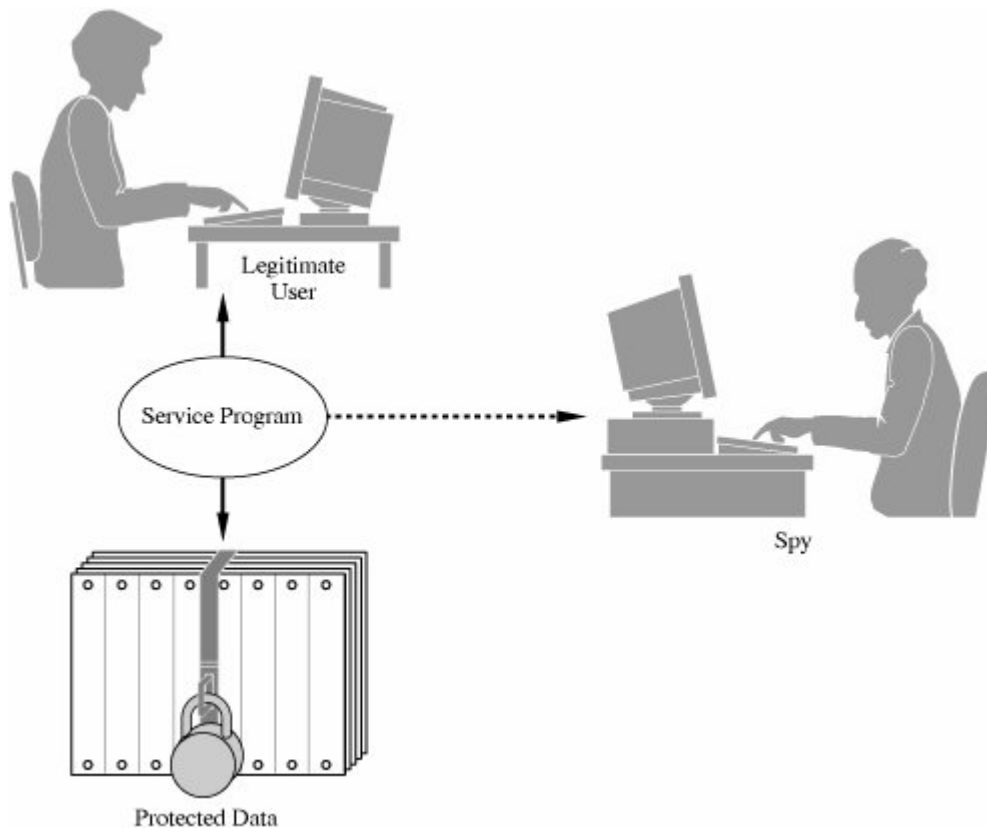 Legitimate
User
Service Program
Spy
Protected Data